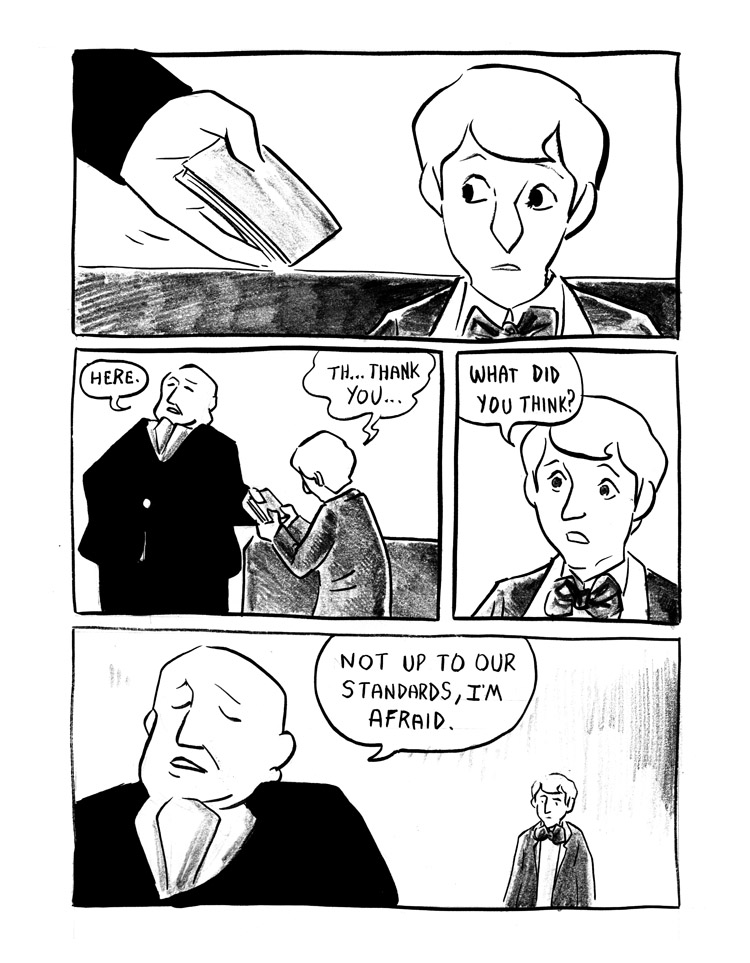 HERE.
TH... THANK
YOU...
WHAT DID
YOU THINK?
NOT UP TO OUR
STANDARDS, I'M
AFRAID.